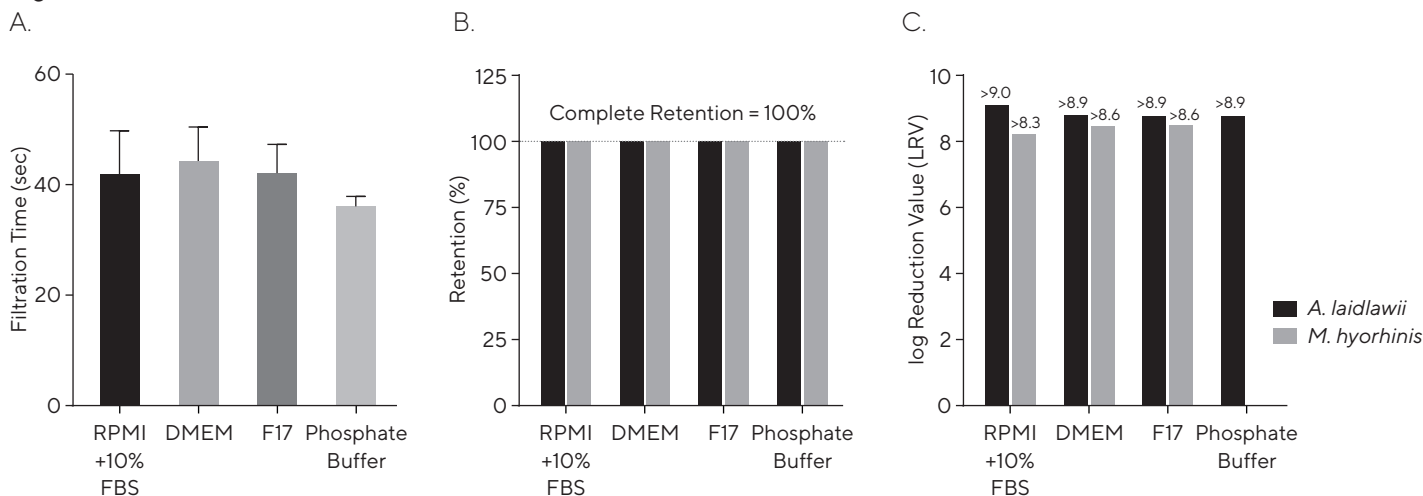 A.
Filtration Time (sec)
60
40
20
0
RPMI
+10%
FBS
DMEM
F17
Phosphate
Buffer
B.
Retention (%)
125
100
75
50
25
0
Complete Retention = 100%
RPMI
+10%
FBS
DMEM
F17
Phosphate
Buffer
C.
log Reduction Value (LRV)
10
8
6
4
2
0
>9.0
>8.3
>8.9
>8.6
>8.9
>8.6
>8.9
RPMI
+10%
FBS
DMEM
F17
Phosphate
Buffer
A. laidlawii
M. hyorhinis